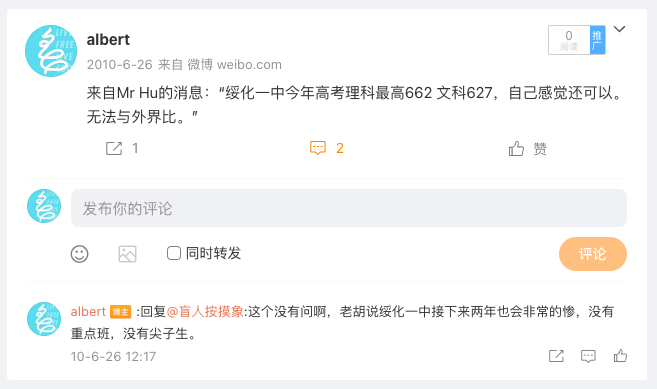 albert
0
阅读
推广
2010-6-26 来自 微博 weibo.com
来自Mr Hu的消息：“绥化一中今年高考理科最高662 文科627，自己感觉还可以。
无法与外界比。”
1
2
赞
发布你的评论
同时转发
评论
albert 博主 :回复@盲人按摸象:这个没有问啊，老胡说绥化一中接下来两年也会非常的惨，没有
重点班，没有尖子生。
10-6-26 12:17